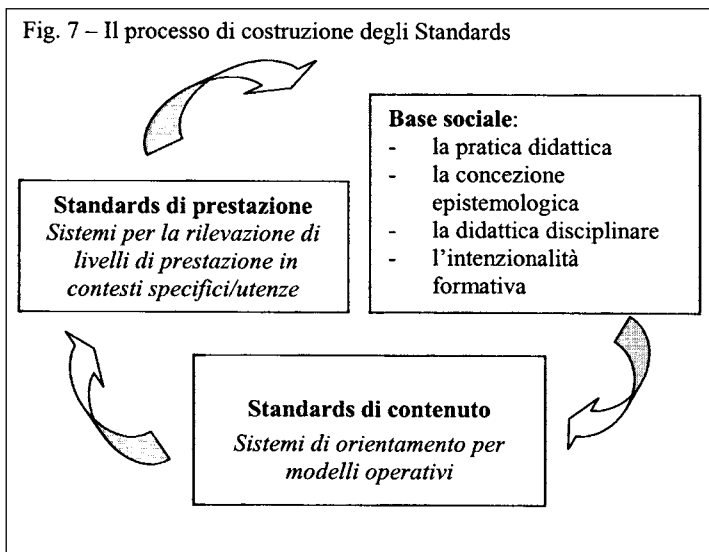 Fig. 7 – Il processo di costruzione degli Standards
Base sociale:
- la pratica didattica
- la concezione
epistemologica
- la didattica disciplinare
- l'intenzionalità
formativa
Standards di prestazione
Sistemi per la rilevazione di
livelli di prestazione in
contesti specifici/utenze
Standards di contenuto
Sistemi di orientamento per
modelli operativi